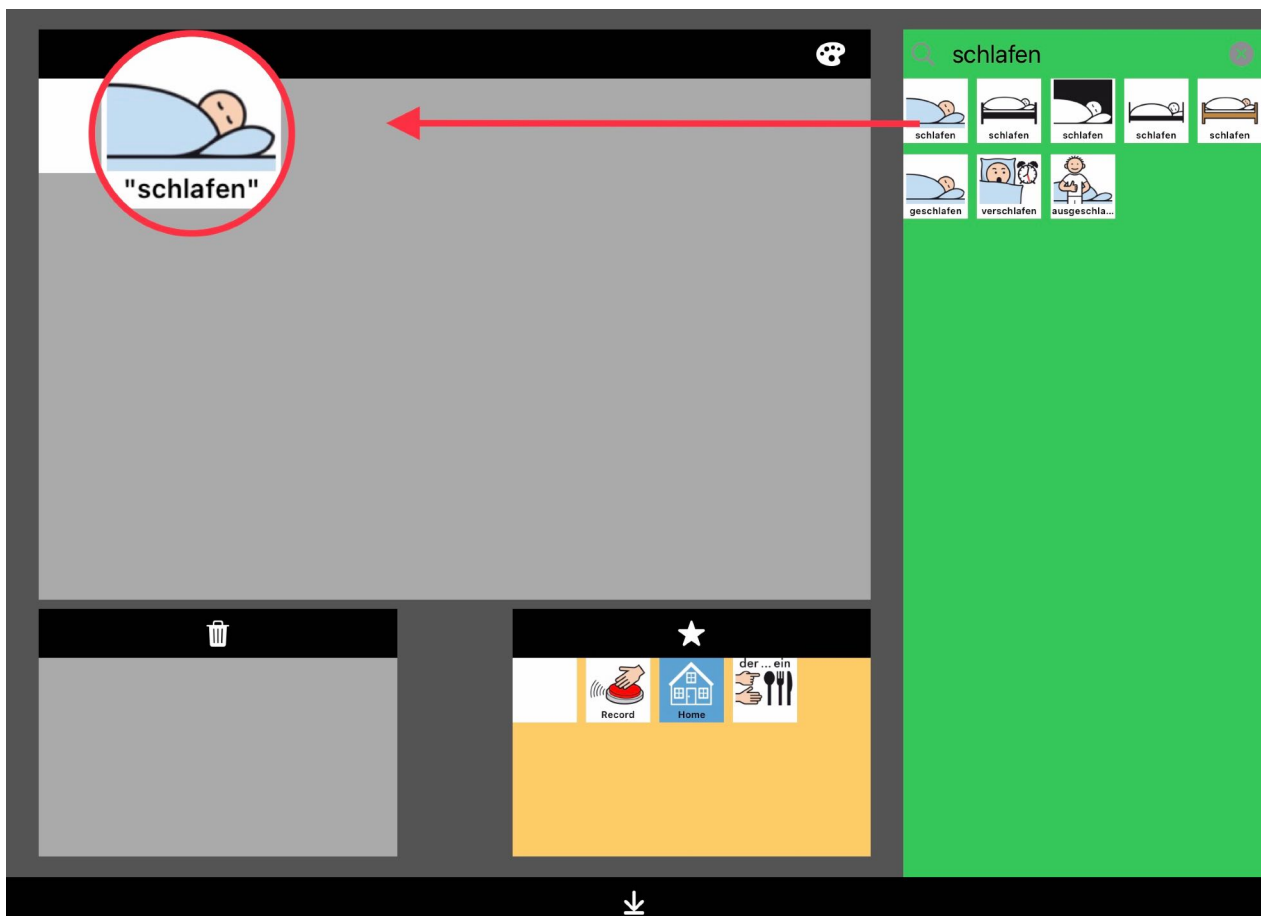 schlafen
"schlafen"
schlafen schlafen schlafen schlafen schlafen
geschlafen verschlafen ausgeschla...
der ... ein
Record Home